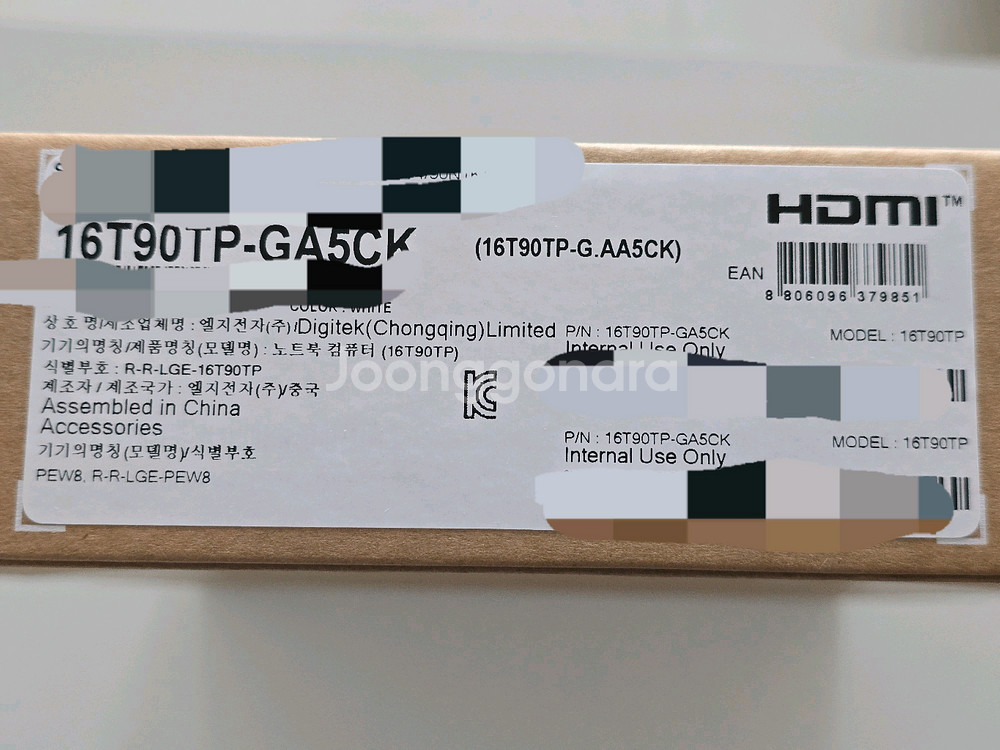 HDMI™
16T90TP-GA5CK
(16T90TP-G.AA5CK)
EAN
8 806096 379851
COLOR : WHITE
상 호 명/제조업체명 : 엘지전자(주)/Digitek(Chongqing)Limited
기기의명칭/제품명칭(모델명) : 노트북 컴퓨터 (16T90TP)
식별부호 : R-R-LGE-16T90TP
제조자 / 제조국가 : 엘지전자(주)/중국
Assembled in China
Accessories
기기의명칭(모델명)/식별부호
PEW8, R-R-LGE-PEW8
P/N : 16T90TP-GA5CK
MODEL : 16T90TP
Internal Use Only
P/N : 16T90TP-GA5CK
MODEL : 16T90TP
Internal Use Only
Joonggonara